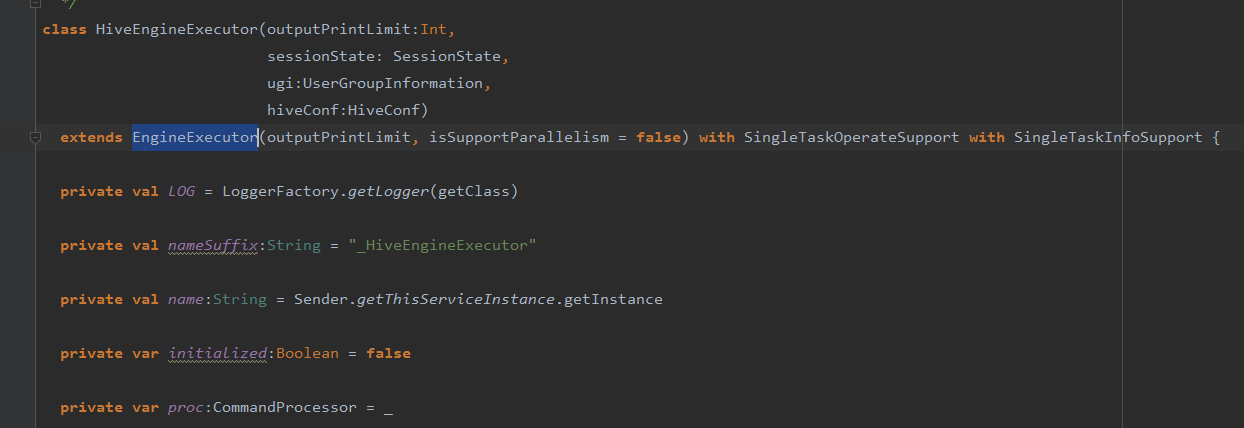 */
class HiveEngineExecutor(outputPrintLimit:Int,
sessionState: SessionState,
ugi:UserGroupInformation,
hiveConf:HiveConf)
extends EngineExecutor(outputPrintLimit, isSupportParallelism = false) with SingleTaskOperateSupport with SingleTaskInfoSupport {
private val LOG = LoggerFactory.getLogger(getClass)
private val nameSuffix:String = "_HiveEngineExecutor"
private val name:String = Sender.getThisServiceInstance.getInstance
private var initialized:Boolean = false
private var proc:CommandProcessor = _